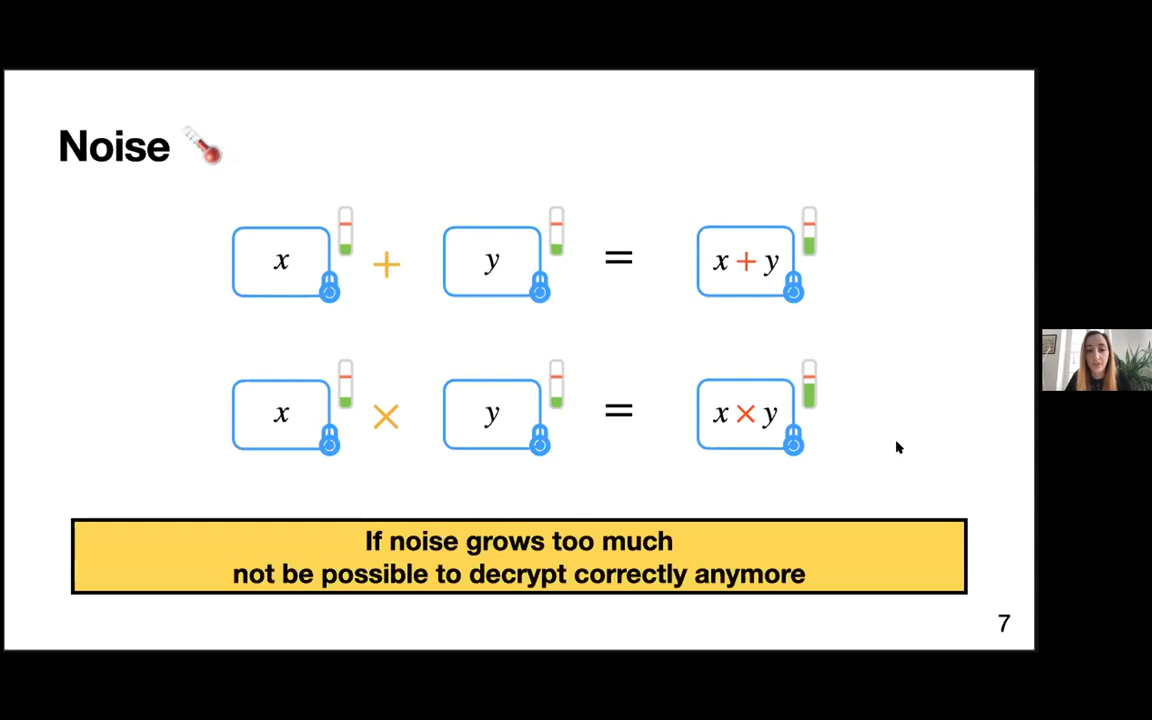 Noise
x + y = x + y
x × y = x × y
If noise grows too much
not be possible to decrypt correctly anymore
7